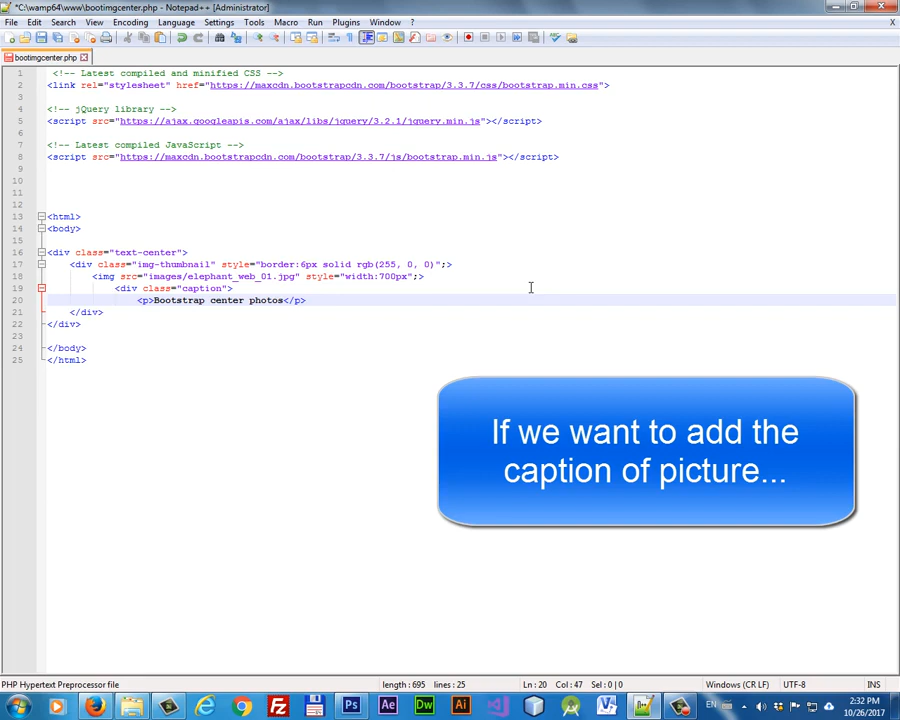 *C:\wamp64\www\bootimgcenter.php - Notepad++ [Administrator]
File Edit Search View Encoding Language Settings Tools Macro Run Plugins Window ? X
bootimgcenter.php
1 <!-- Latest compiled and minified CSS -->
2 <link rel="stylesheet" href="https://maxcdn.bootstrapcdn.com/bootstrap/3.3.7/css/bootstrap.min.css">
3
4 <!-- jQuery library -->
5 <script src="https://ajax.googleapis.com/ajax/libs/jquery/3.2.1/jquery.min.js"></script>
6
7 <!-- Latest compiled JavaScript -->
8 <script src="https://maxcdn.bootstrapcdn.com/bootstrap/3.3.7/js/bootstrap.min.js"></script>
9
10
11
12
13 <html>
14 <body>
15
16 <div class="text-center">
17 <div class="img-thumbnail" style="border:6px solid rgb(255, 0, 0)";>
18 <img src="images/elephant_web_01.jpg" style="width:700px";>
19 <div class="caption">
20 <p>Bootstrap center photos</p>
21 </div>
22 </div>
23
24 </body>
25 </html>
If we want to add the
caption of picture...
PHP Hypertext Preprocessor file length : 695 lines : 25 Ln : 20 Col : 47 Sel : 0 | 0 Windows (CR LF) UTF-8 INS
Ps Ae Dw Ai EN 2:32 PM
10/26/2017